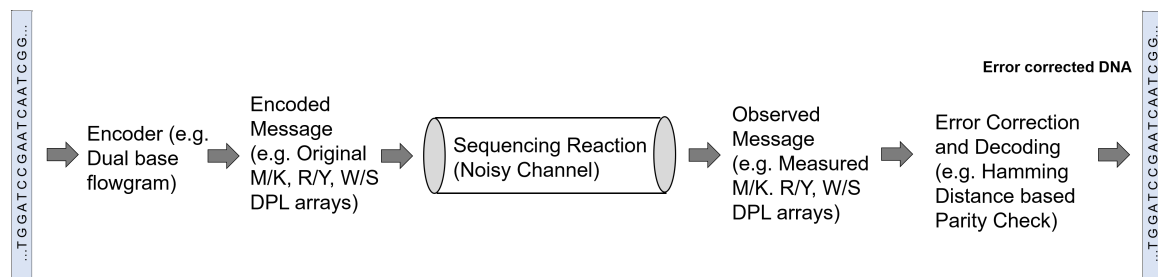 ...TGGATCCGAATCAATCGG...
Encoder (e.g.
Dual base
flowgram)
Encoded
Message
(e.g. Original
M/K, R/Y, W/S
DPL arrays)
Sequencing Reaction
(Noisy Channel)
Observed
Message
(e.g. Measured
M/K. R/Y, W/S
DPL arrays)
Error Correction
and Decoding
(e.g. Hamming
Distance based
Parity Check)
Error corrected DNA
...TGGATCCGAATCAATCGG...